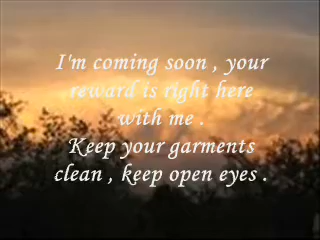 I'm coming soon , your
reward is right here
with me .
Keep your garments
clean , keep open eyes .